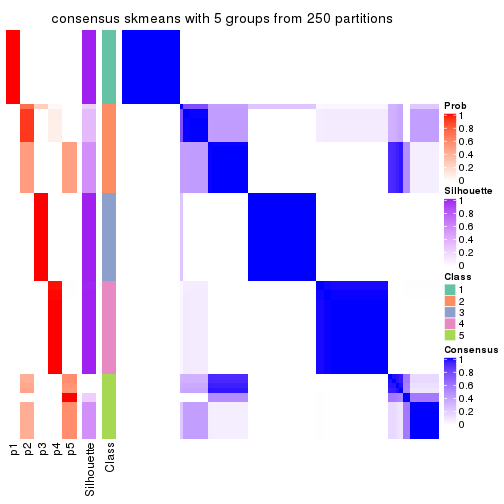 consensus skmeans with 5 groups from 250 partitions
Prob
1
0.8
0.6
0.4
0.2
0
Silhouette
1
0.8
0.6
0.4
0.2
0
Class
1
2
3
4
5
Consensus
1
0.8
0.6
0.4
0.2
0
p1
p2
p3
p4
p5
Silhouette
Class